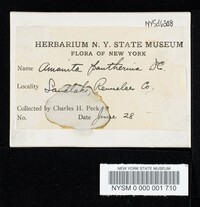 NYSf6308
HERBARIUM N. Y. STATE MUSEUM
FLORA OF NEW YORK
Name Amanita pantherina DC.
Locality Sandlake, Rensselaer Co.
Collected by Charles H. Peck
No. Date June 28
NEW YORK STATE MUSEUM
NYSM 0 000 001 710